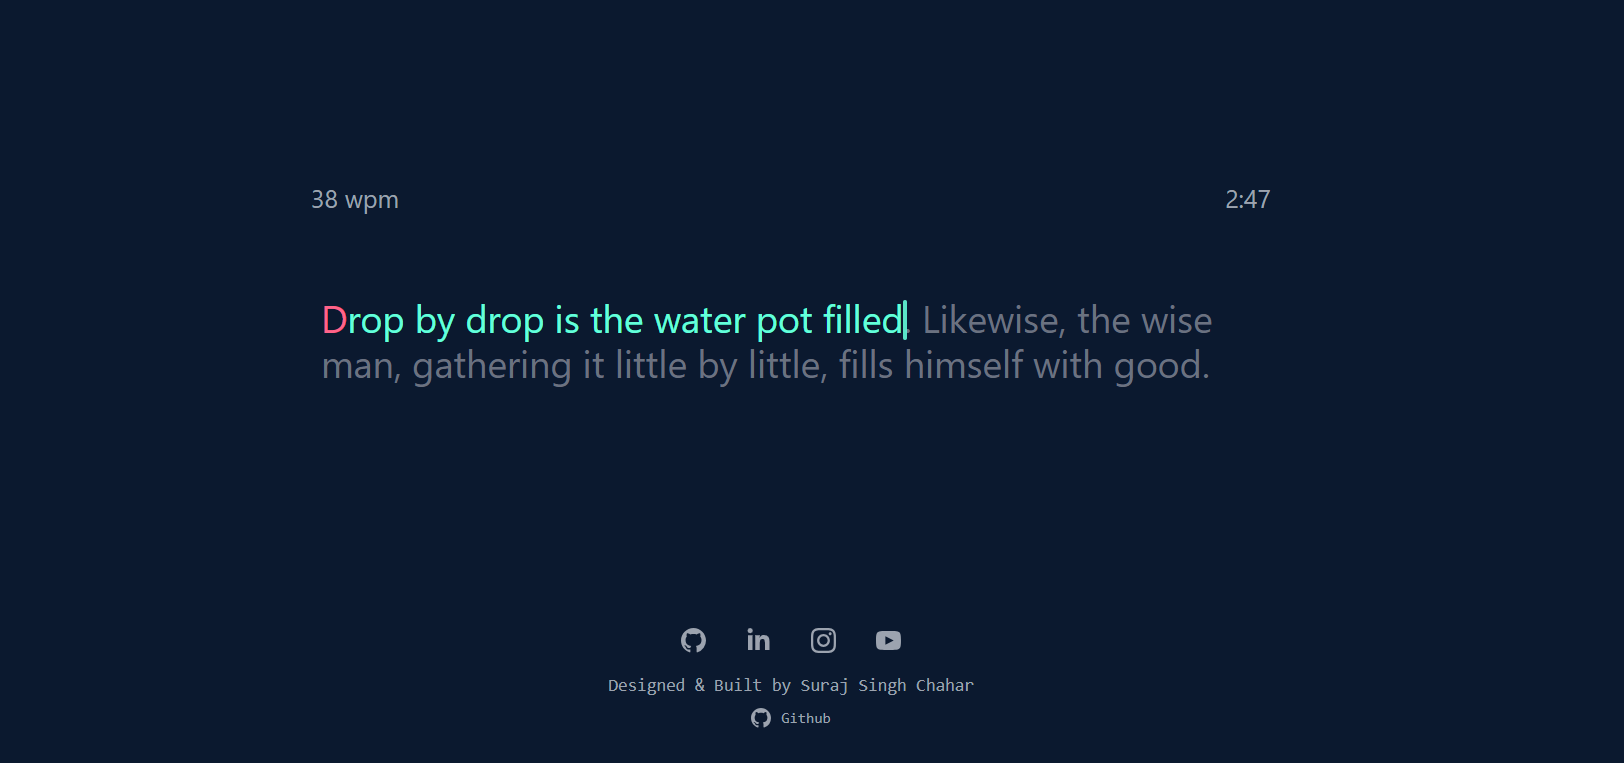 38 wpm
2:47
Drop by drop is the water pot filled. Likewise, the wise
man, gathering it little by little, fills himself with good.
Designed & Built by Suraj Singh Chahar
Github